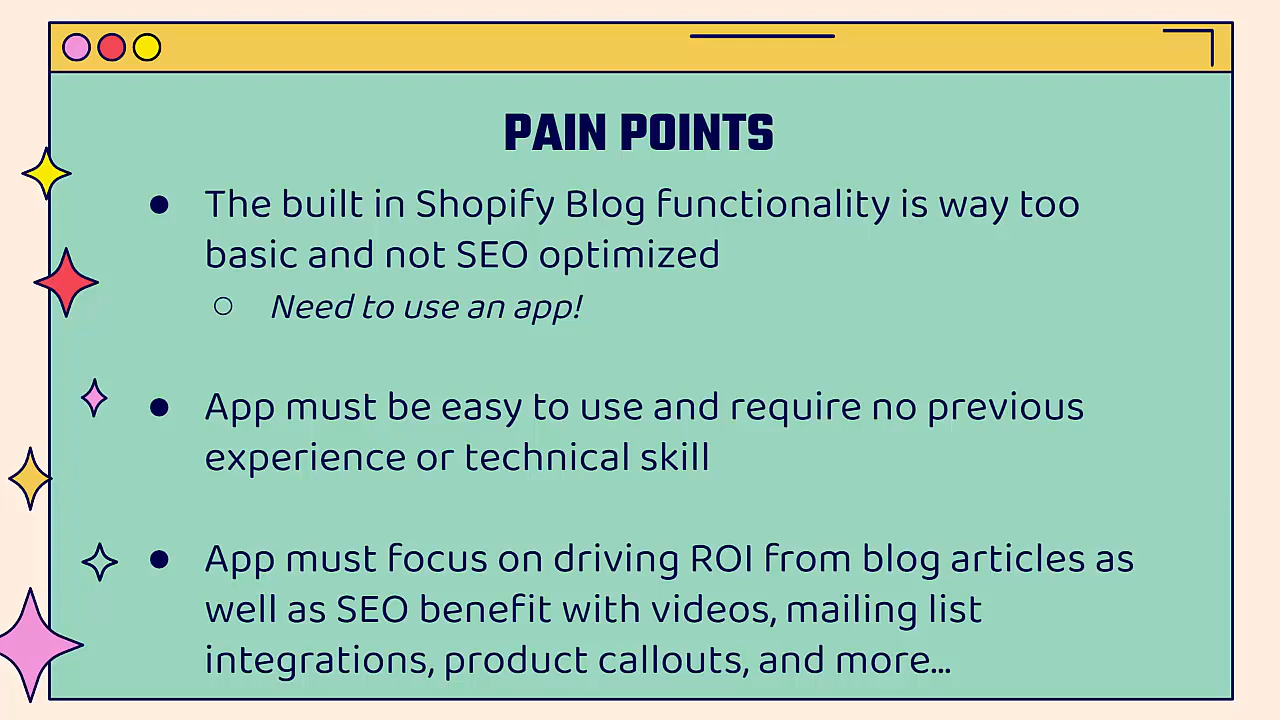 PAIN POINTS
● The built in Shopify Blog functionality is way too
basic and not SEO optimized
○ Need to use an app!
● App must be easy to use and require no previous
experience or technical skill
● App must focus on driving ROI from blog articles as
well as SEO benefit with videos, mailing list
integrations, product callouts, and more...